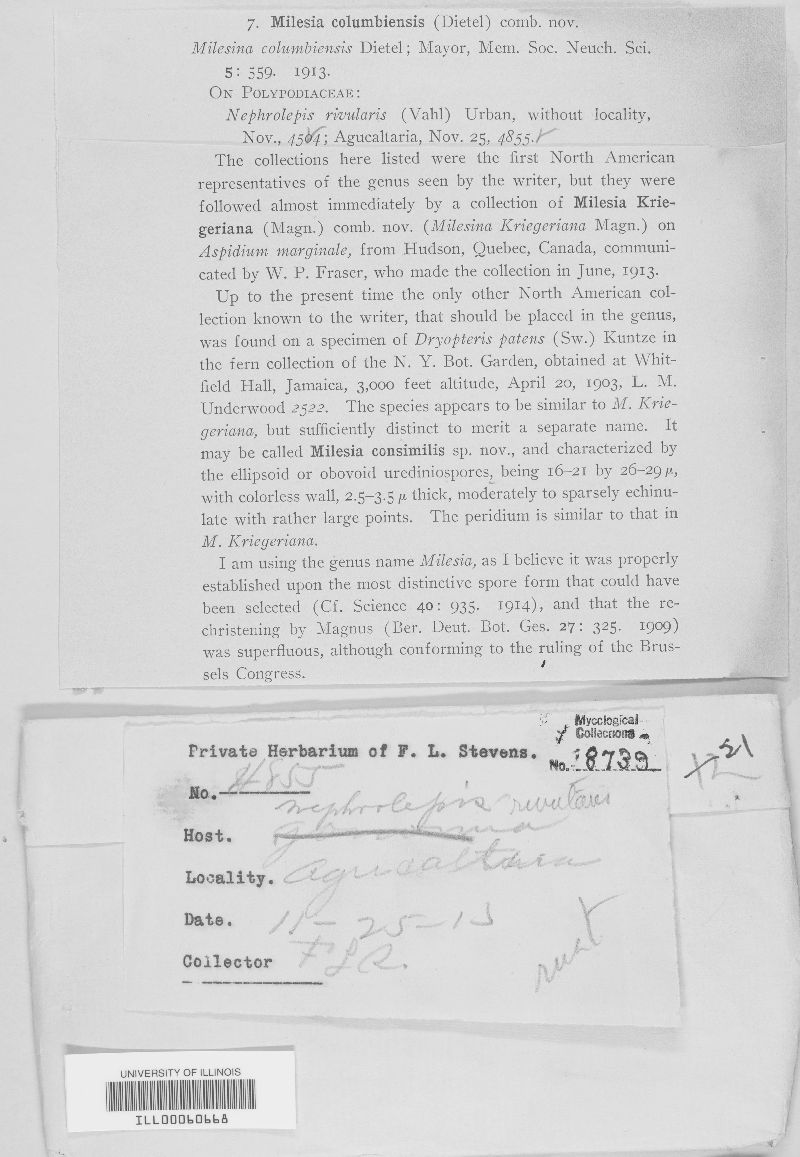 7. Milesia columbiensis (Dietel) comb. nov.
Milesina columbiensis Dietel; Mayor, Mem. Soc. Neuch. Sci.
5: 559. 1913.
On Polypodiaceae:
Nephrolepis rivularis (Vahl) Urban, without locality,
Nov., 4504; Agucaltaria, Nov. 25, 4855.
The collections here listed were the first North American
representatives of the genus seen by the writer, but they were
followed almost immediately by a collection of Milesia Krie-
geriana (Magn.) comb. nov. (Milesina Kriegeriana Magn.) on
Aspidium marginale, from Hudson, Quebec, Canada, communi-
cated by W. P. Fraser, who made the collection in June, 1913.
Up to the present time the only other North American col-
lection known to the writer, that should be placed in the genus,
was found on a specimen of Dryopteris patens (Sw.) Kuntze in
the fern collection of the N. Y. Bot. Garden, obtained at Whit-
field Hall, Jamaica, 3,000 feet altitude, April 20, 1903, L. M.
Underwood 2522. The species appears to be similar to M. Krie-
geriana, but sufficiently distinct to merit a separate name. It
may be called Milesia consimilis sp. nov., and characterized by
the ellipsoid or obovoid urediniospores, being 16–21 by 26–29 μ,
with colorless wall, 2.5–3.5 μ thick, moderately to sparsely echinu-
late with rather large points. The peridium is similar to that in
M. Kriegeriana.
I am using the genus name Milesia, as I believe it was properly
established upon the most distinctive spore form that could have
been selected (Cf. Science 40: 935. 1914), and that the re-
christening by Magnus (Ber. Deut. Bot. Ges. 27: 325. 1909)
was superfluous, although conforming to the ruling of the Brus-
sels Congress.
Mycological
Collections
Private Herbarium of F. L. Stevens.
No. 18739
No. 4855
nephrolepis rivularis
Host.
Locality. Agucaltaria
Date. 11-25-13
Collector F L S.
rust
UNIVERSITY OF ILLINOIS
ILL00060668